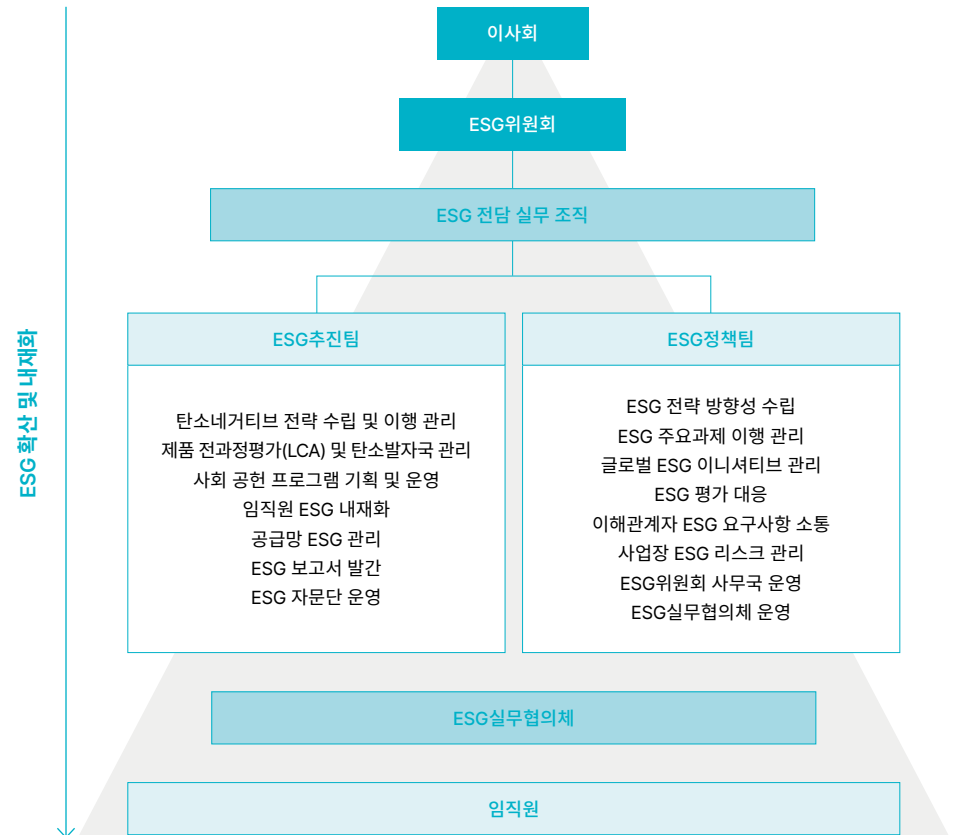 이사회
ESG위원회
ESG 전담 실무 조직
ESG 확산 및 내재화
ESG추진팀
탄소네거티브 전략 수립 및 이행 관리
제품 전과정평가(LCA) 및 탄소발자국 관리
사회 공헌 프로그램 기획 및 운영
임직원 ESG 내재화
공급망 ESG 관리
ESG 보고서 발간
ESG 자문단 운영
ESG정책팀
ESG 전략 방향성 수립
ESG 주요과제 이행 관리
글로벌 ESG 이니셔티브 관리
ESG 평가 대응
이해관계자 ESG 요구사항 소통
사업장 ESG 리스크 관리
ESG위원회 사무국 운영
ESG실무협의체 운영
ESG실무협의체
임직원